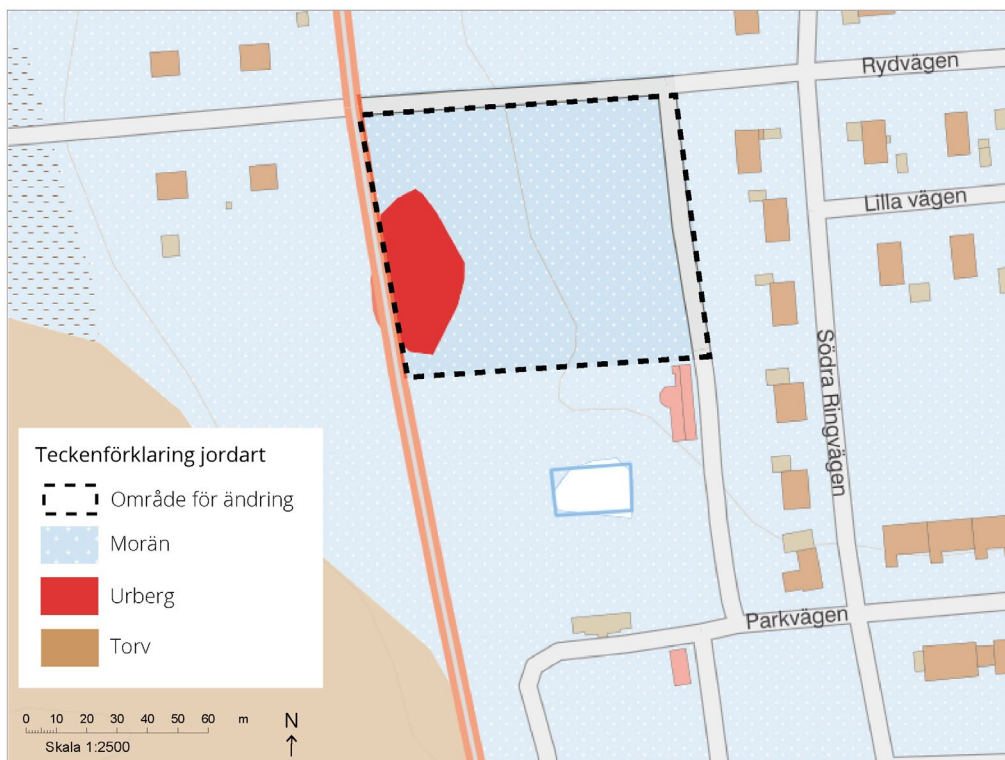 Rydvägen
Lilla vägen
Södra Ringvägen
Parkvägen
Teckenförklaring jordart
Område för ändring
Morän
Urberg
Torv
0 10 20 30 40 50 60 m
Skala 1:2500
N